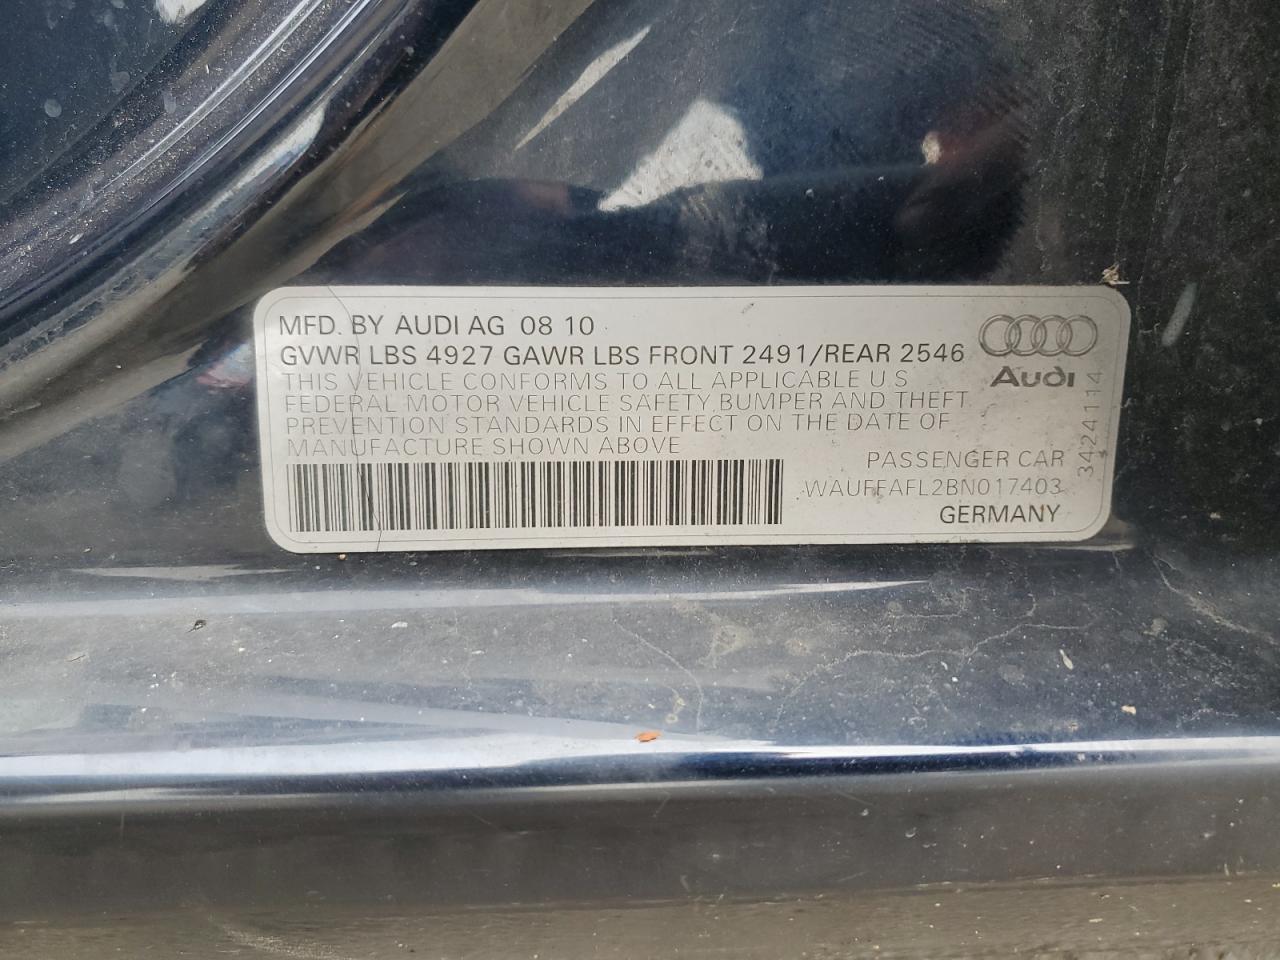 MFD. BY AUDI AG 08 10
GVWR LBS 4927 GAWR LBS FRONT 2491/REAR 2546
THIS VEHICLE CONFORMS TO ALL APPLICABLE U.S
FEDERAL MOTOR VEHICLE SAFETY, BUMPER AND THEFT
PREVENTION STANDARDS IN EFFECT ON THE DATE OF
MANUFACTURE SHOWN ABOVE
Audi
3424114
PASSENGER CAR
WAUFFAFL2BN017403
GERMANY